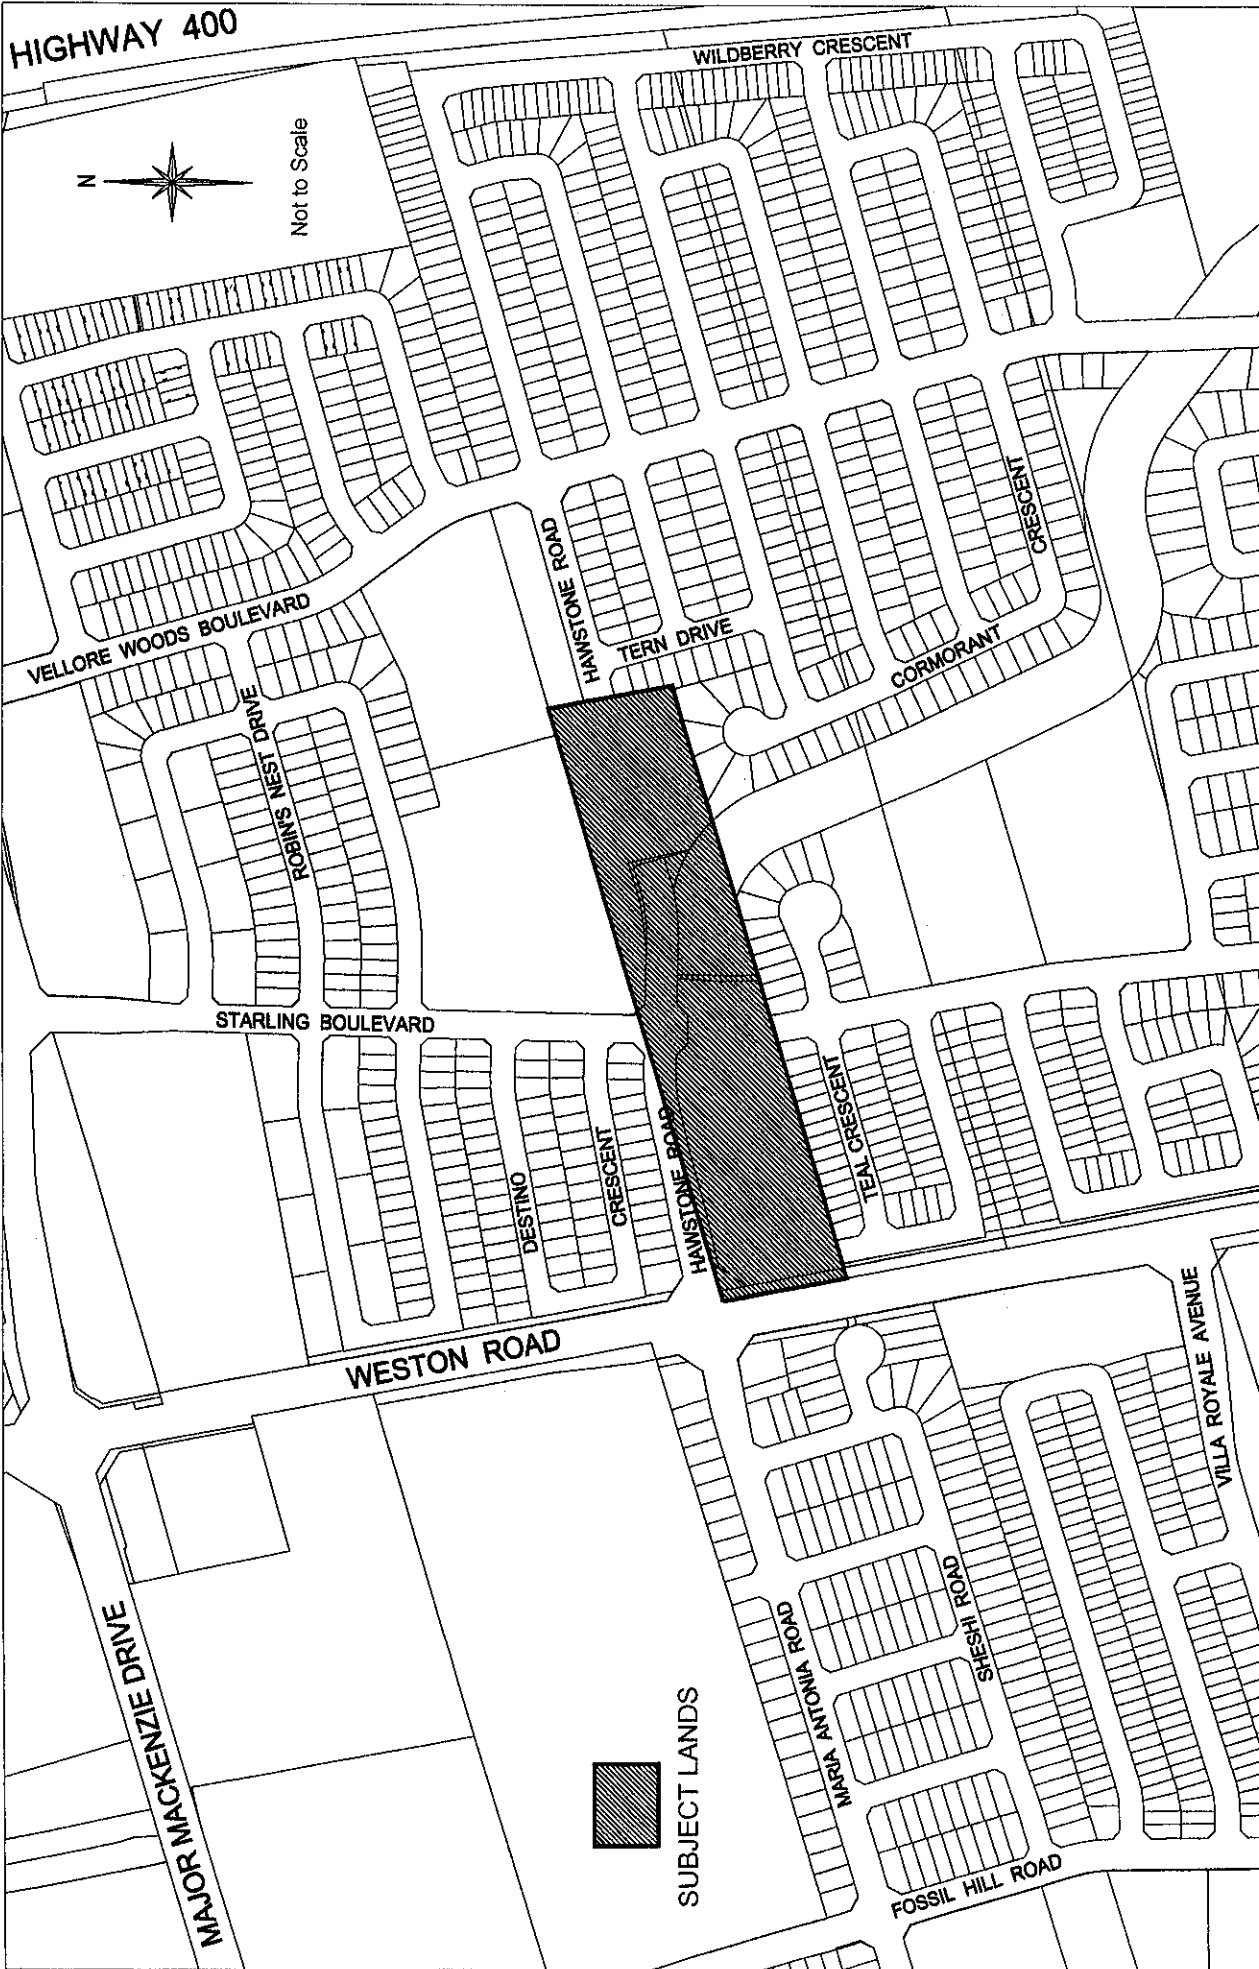 HIGHWAY 400
WILDBERRY CRESCENT
N
Not to Scale
HAWSTONE ROAD
CRESCENT
VELLORE WOODS BOULEVARD
TERN DRIVE
CORMORANT
ROBIN'S NEST DRIVE
STARLING BOULEVARD
TEAL CRESCENT
HAWSTONE ROAD
CRESCENT
DESTINO
WESTON ROAD
VILLA ROYALE AVENUE
MAJOR MACKENZIE DRIVE
MARIA ANTONIA ROAD
SHESHI ROAD
SUBJECT LANDS
FOSSIL HILL ROAD